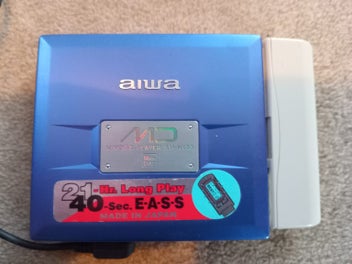 aiwa
MD
21-Hr. Long Play
40-Sec. E·A·S·S
MADE IN JAPAN